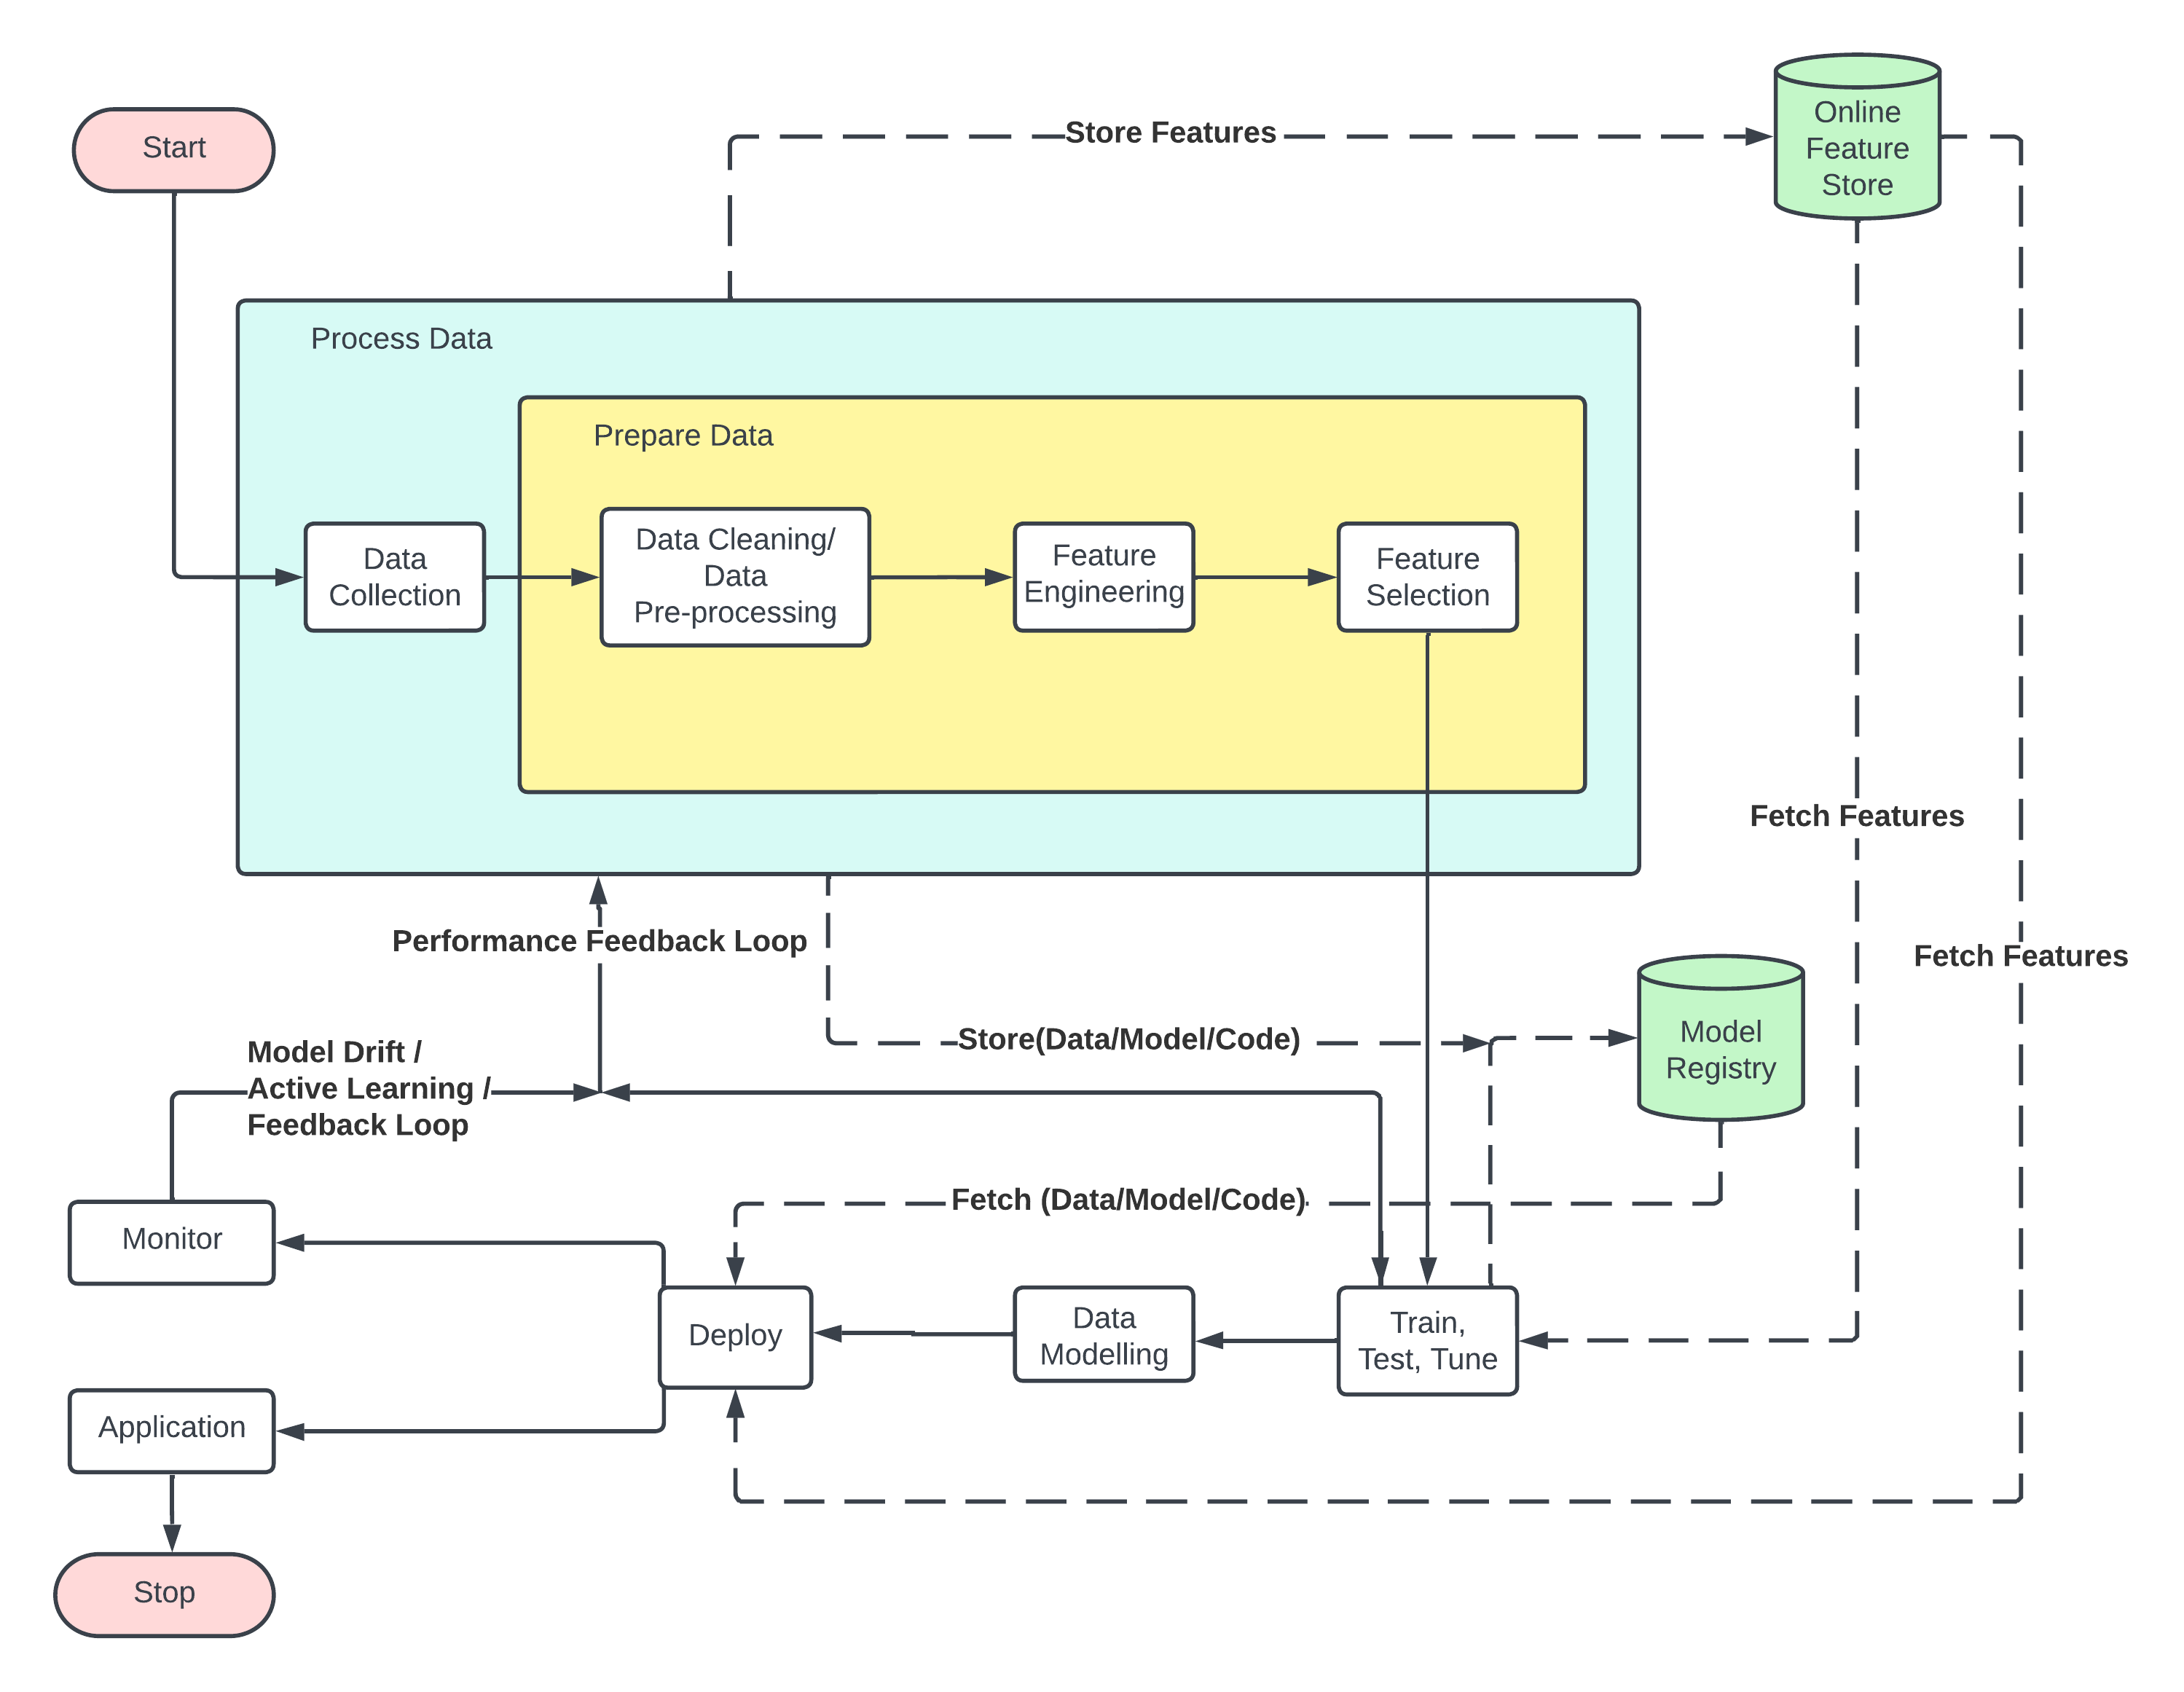 Start
Store Features
Online
Feature
Store
Process Data
Prepare Data
Data
Collection
Data Cleaning/
Data
Pre-processing
Feature
Engineering
Feature
Selection
Fetch Features
Fetch Features
Performance Feedback Loop
Store(Data/Model/Code)
Model
Registry
Model Drift /
Active Learning /
Feedback Loop
Fetch (Data/Model/Code)
Monitor
Deploy
Data
Modelling
Train,
Test, Tune
Application
Stop